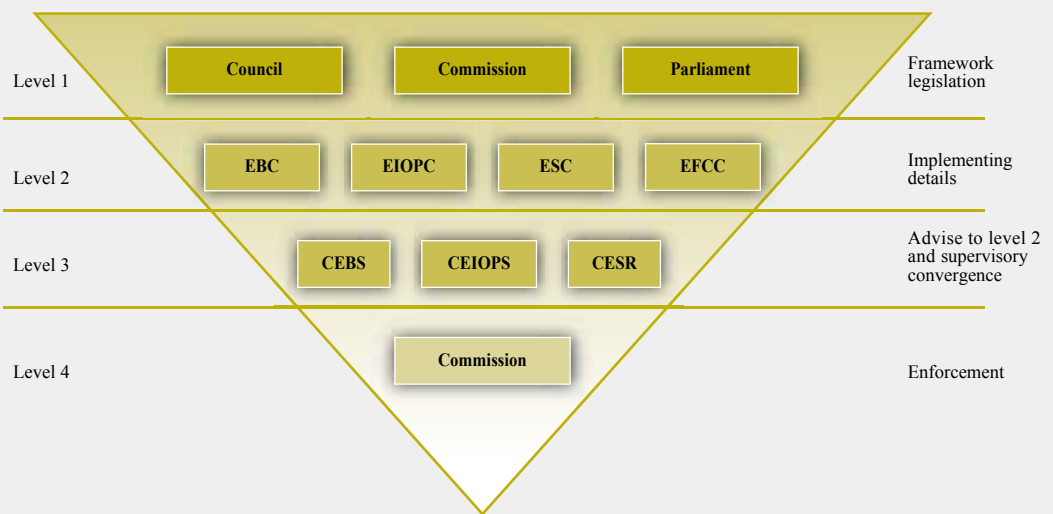 Council
Commission
Parliament
Level 1
Framework
legislation
EBC
EIOPC
ESC
EFCC
Level 2
Implementing
details
CEBS
CEIOPS
CESR
Level 3
Advise to level 2
and supervisory
convergence
Commission
Level 4
Enforcement